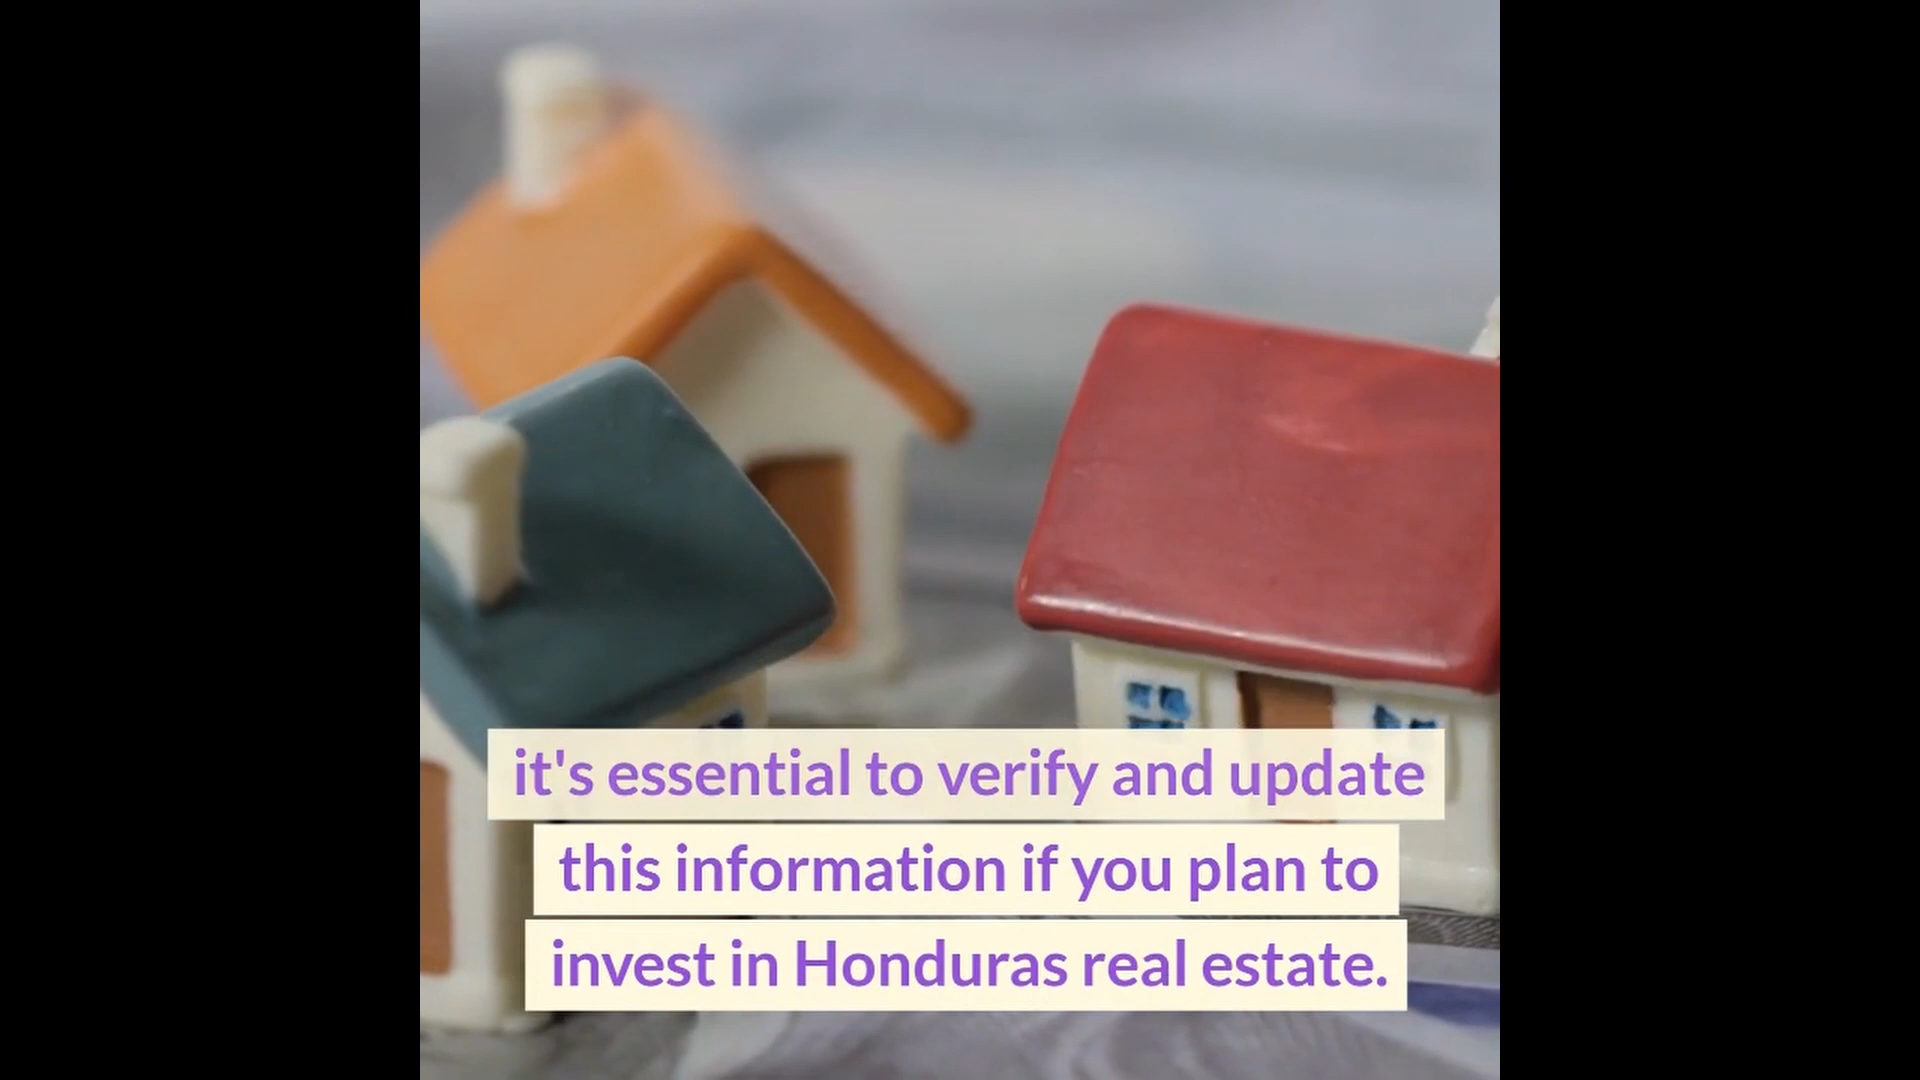 it's essential to verify and update
this information if you plan to
invest in Honduras real estate.